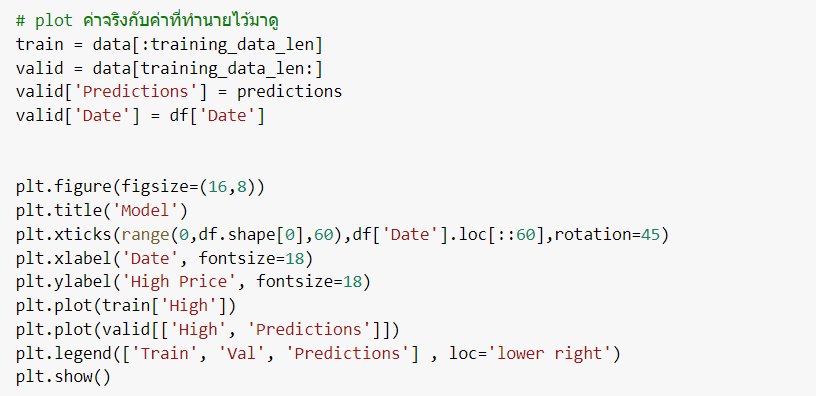 # plot ค่าจริงกับค่าที่ทำนายไว้มาดู
train = data[:training_data_len]
valid = data[training_data_len:]
valid['Predictions'] = predictions
valid['Date'] = df['Date']
plt.figure(figsize=(16,8))
plt.title('Model')
plt.xticks(range(0,df.shape[0],60),df['Date'].loc[::60],rotation=45)
plt.xlabel('Date', fontsize=18)
plt.ylabel('High Price', fontsize=18)
plt.plot(train['High'])
plt.plot(valid[['High', 'Predictions']])
plt.legend(['Train', 'Val', 'Predictions'] , loc='lower right')
plt.show()